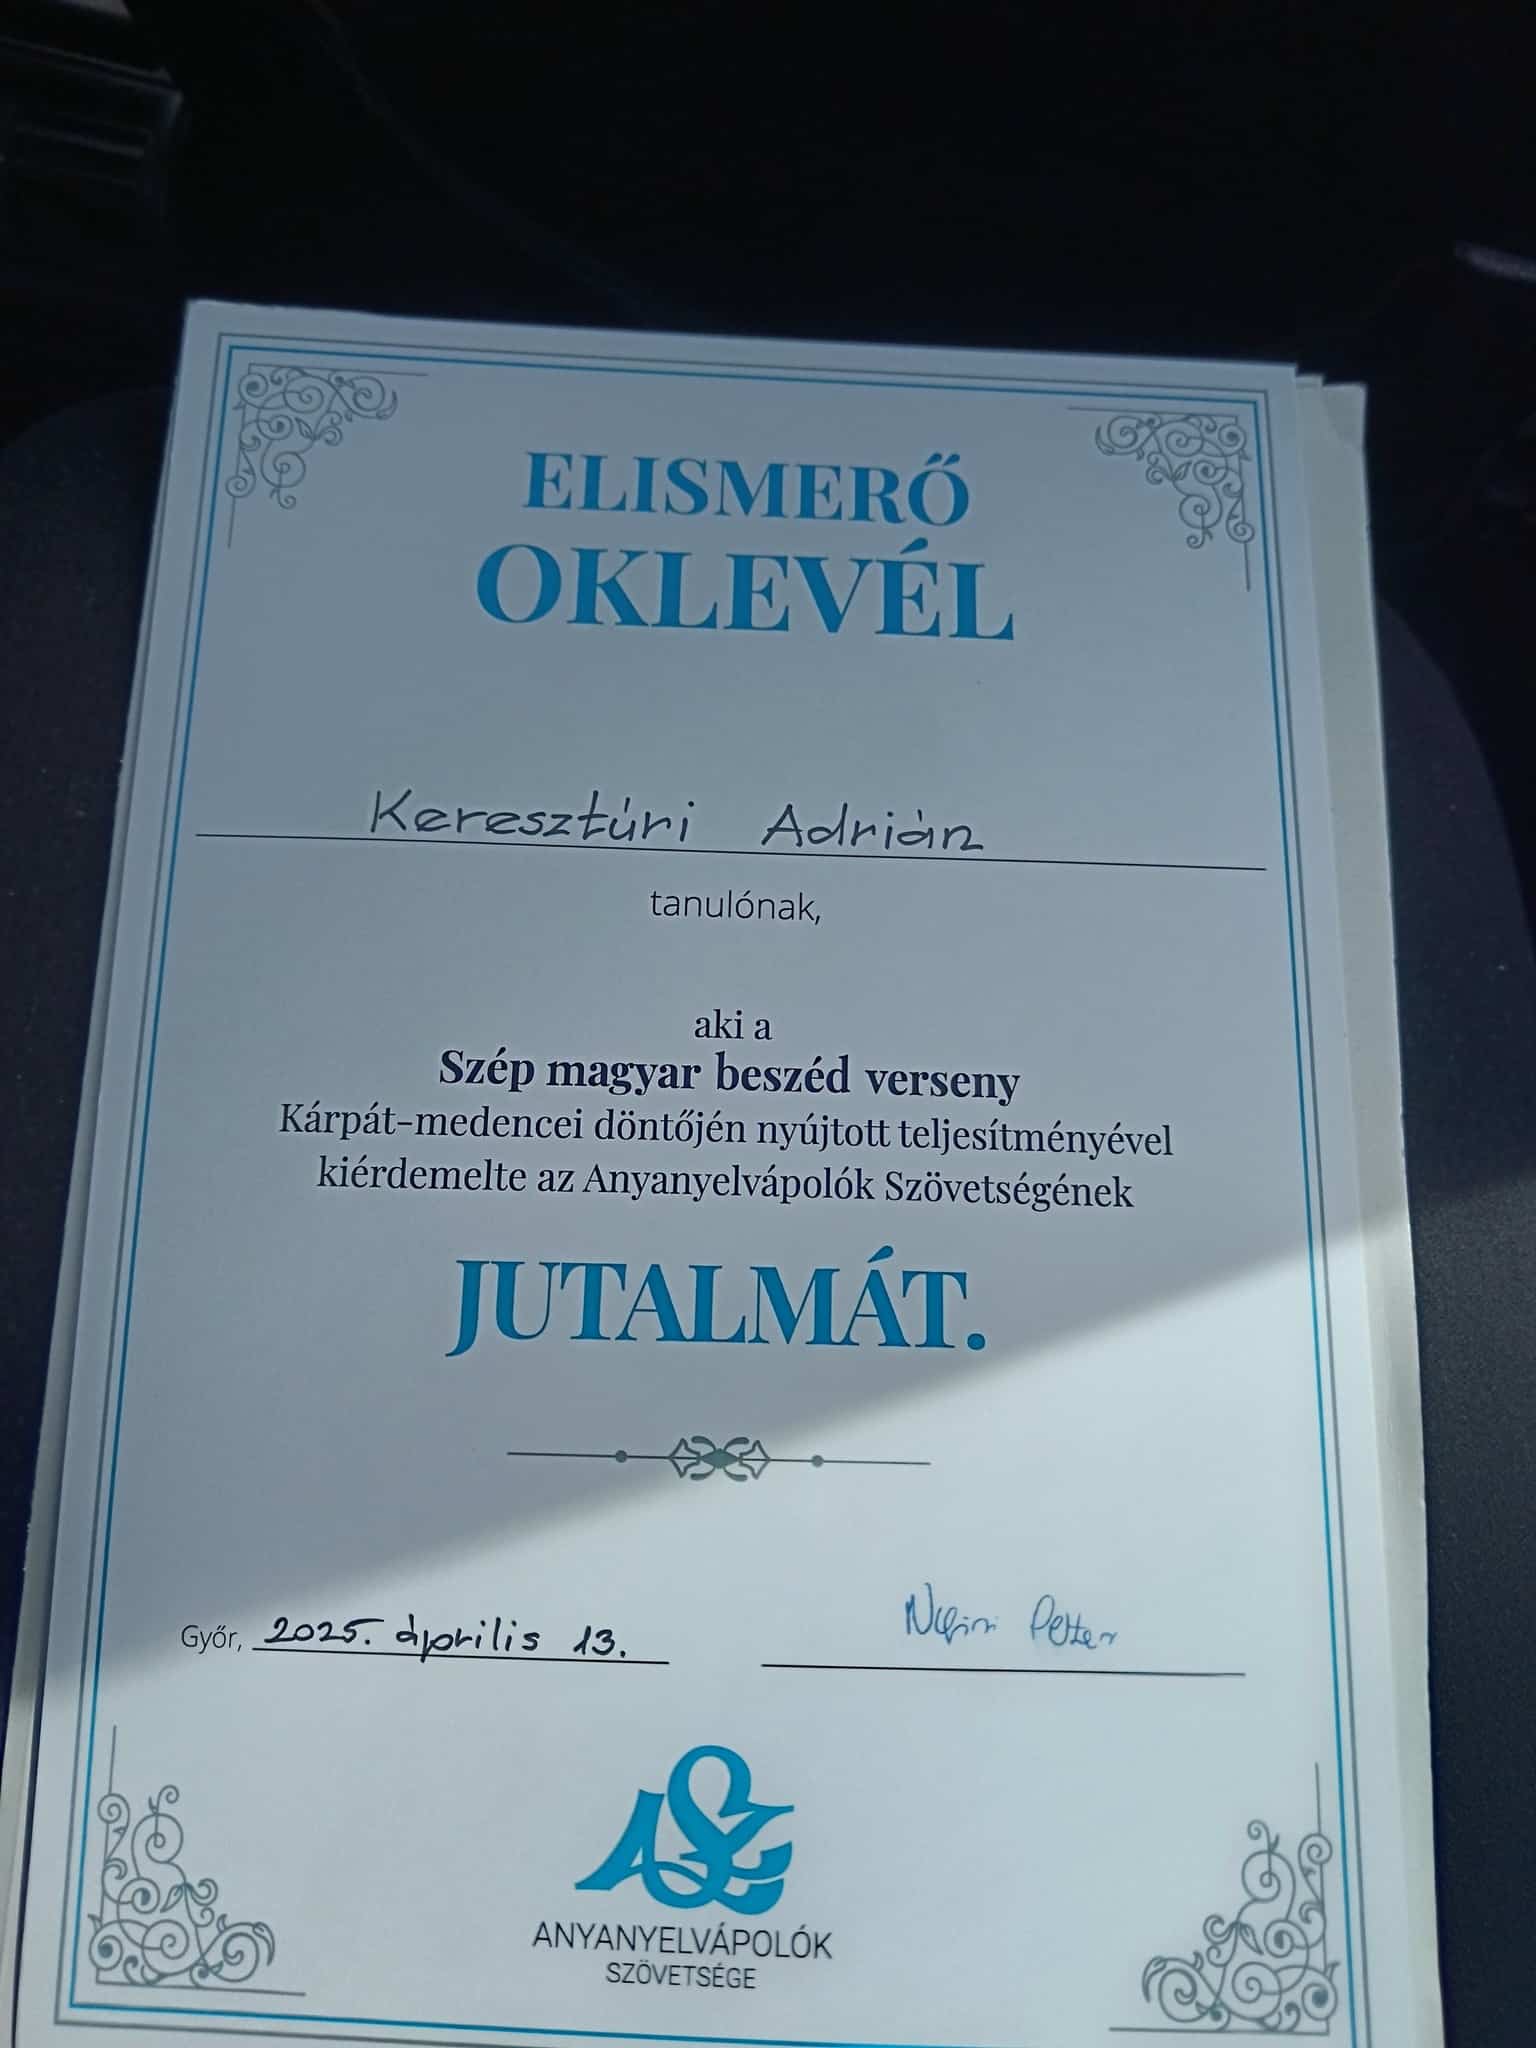 ELISMERŐ
OKLEVÉL
Keresztúri Adrián
tanulónak,
aki a
Szép magyar beszéd verseny
Kárpát-medencei döntőjén nyújtott teljesítményével
kiérdemelte az Anyanyelvápolók Szövetségének
JUTALMÁT.
Győr, 2025. április 13.
ANYANYELVÁPOLÓK
SZÖVETSÉGE